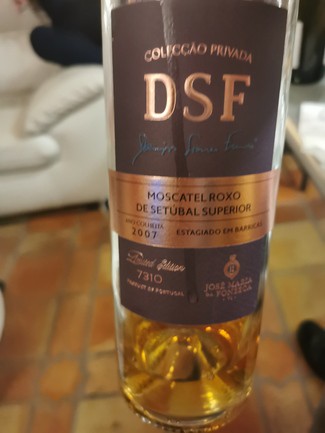 COLECÇÃO PRIVADA
DSF
MOSCATEL ROXO
DE SETÚBAL SUPERIOR
2007 ESTAGIADO EM BARRICAS
Limited Edition
7310
PRODUCT OF PORTUGAL
JOSÉ MARIA
DA FONSECA